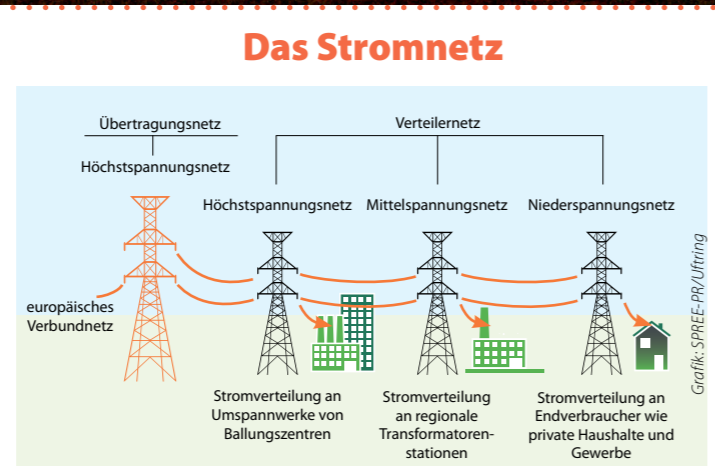 Das Stromnetz
Übertragungsnetz
Verteilernetz
Höchstspannungsnetz
Höchstspannungsnetz
Mittelspannungsnetz
Niederspannungsnetz
europäisches
Verbundnetz
Stromverteilung an
Umspannwerke von
Ballungszentren
Stromverteilung
an regionale
Transformatoren-
stationen
Stromverteilung an
Endverbraucher wie
private Haushalte und
Gewerbe
Grafik: SPREE-PR/Uftring